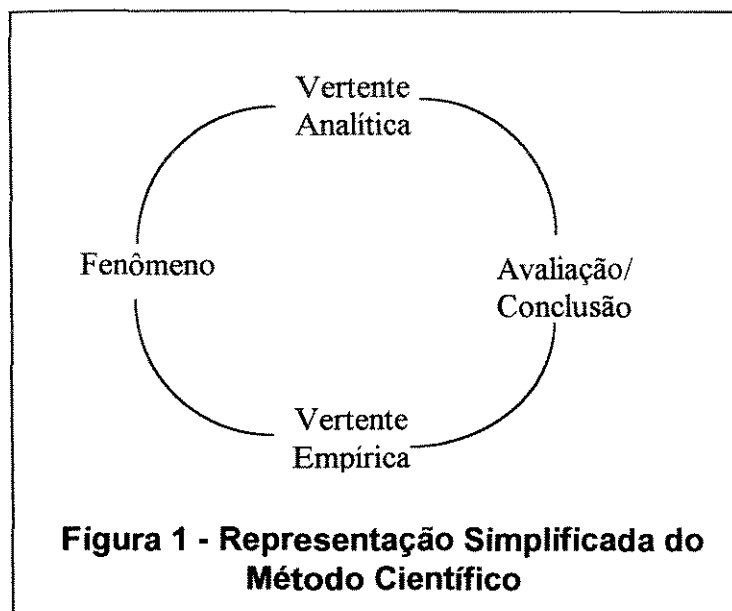 Vertente
Analítica
Fenômeno
Avaliação/
Conclusão
Vertente
Empírica
Figura 1 - Representação Simplificada do
Método Científico